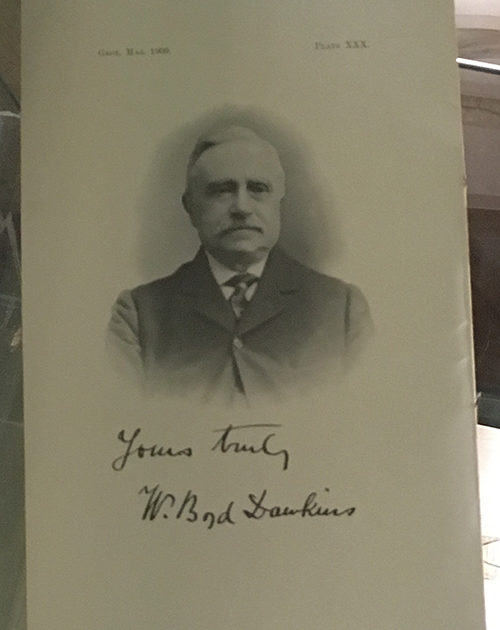 Geol. Mag. 1909.
Plate XXX.
Yours truly
W. Boyd Dawkins